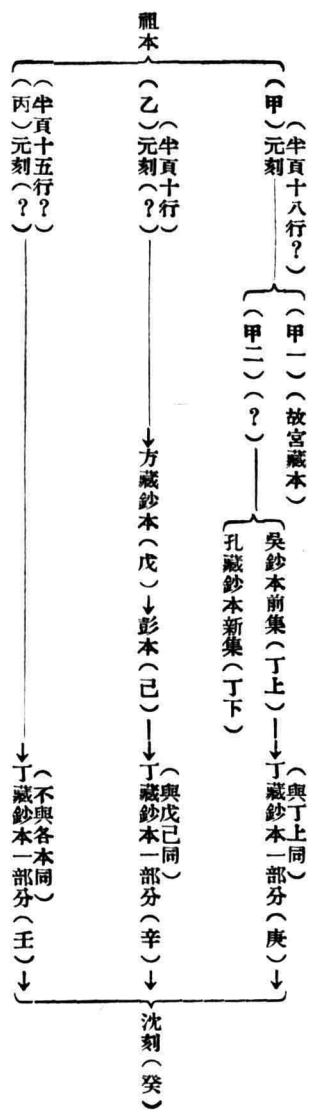 祖本
（半頁十八行？）
（甲）元刻
（甲一）（故宮藏本）
（甲二）（？）
吳鈔本前集（丁上）
孔藏鈔本新集（丁下）
（與丁上同）
丁藏鈔本一部分（庚）
（半頁十行）
（乙）元刻（？）
方藏鈔本（戊）
彭本（己）
（與戊己同）
丁藏鈔本一部分（辛）
（半頁十五行？）
（丙）元刻（？）
（不與各本同）
丁藏鈔本一部分（壬）
沈刻（癸）